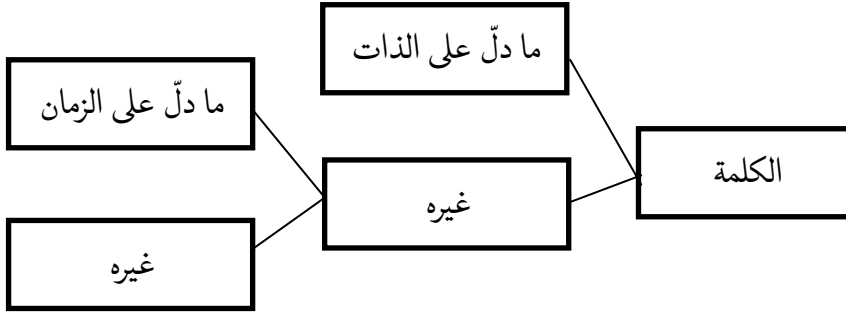 الكلمة
ما دلّ على الذات
غيره
ما دلّ على الزمان
غيره